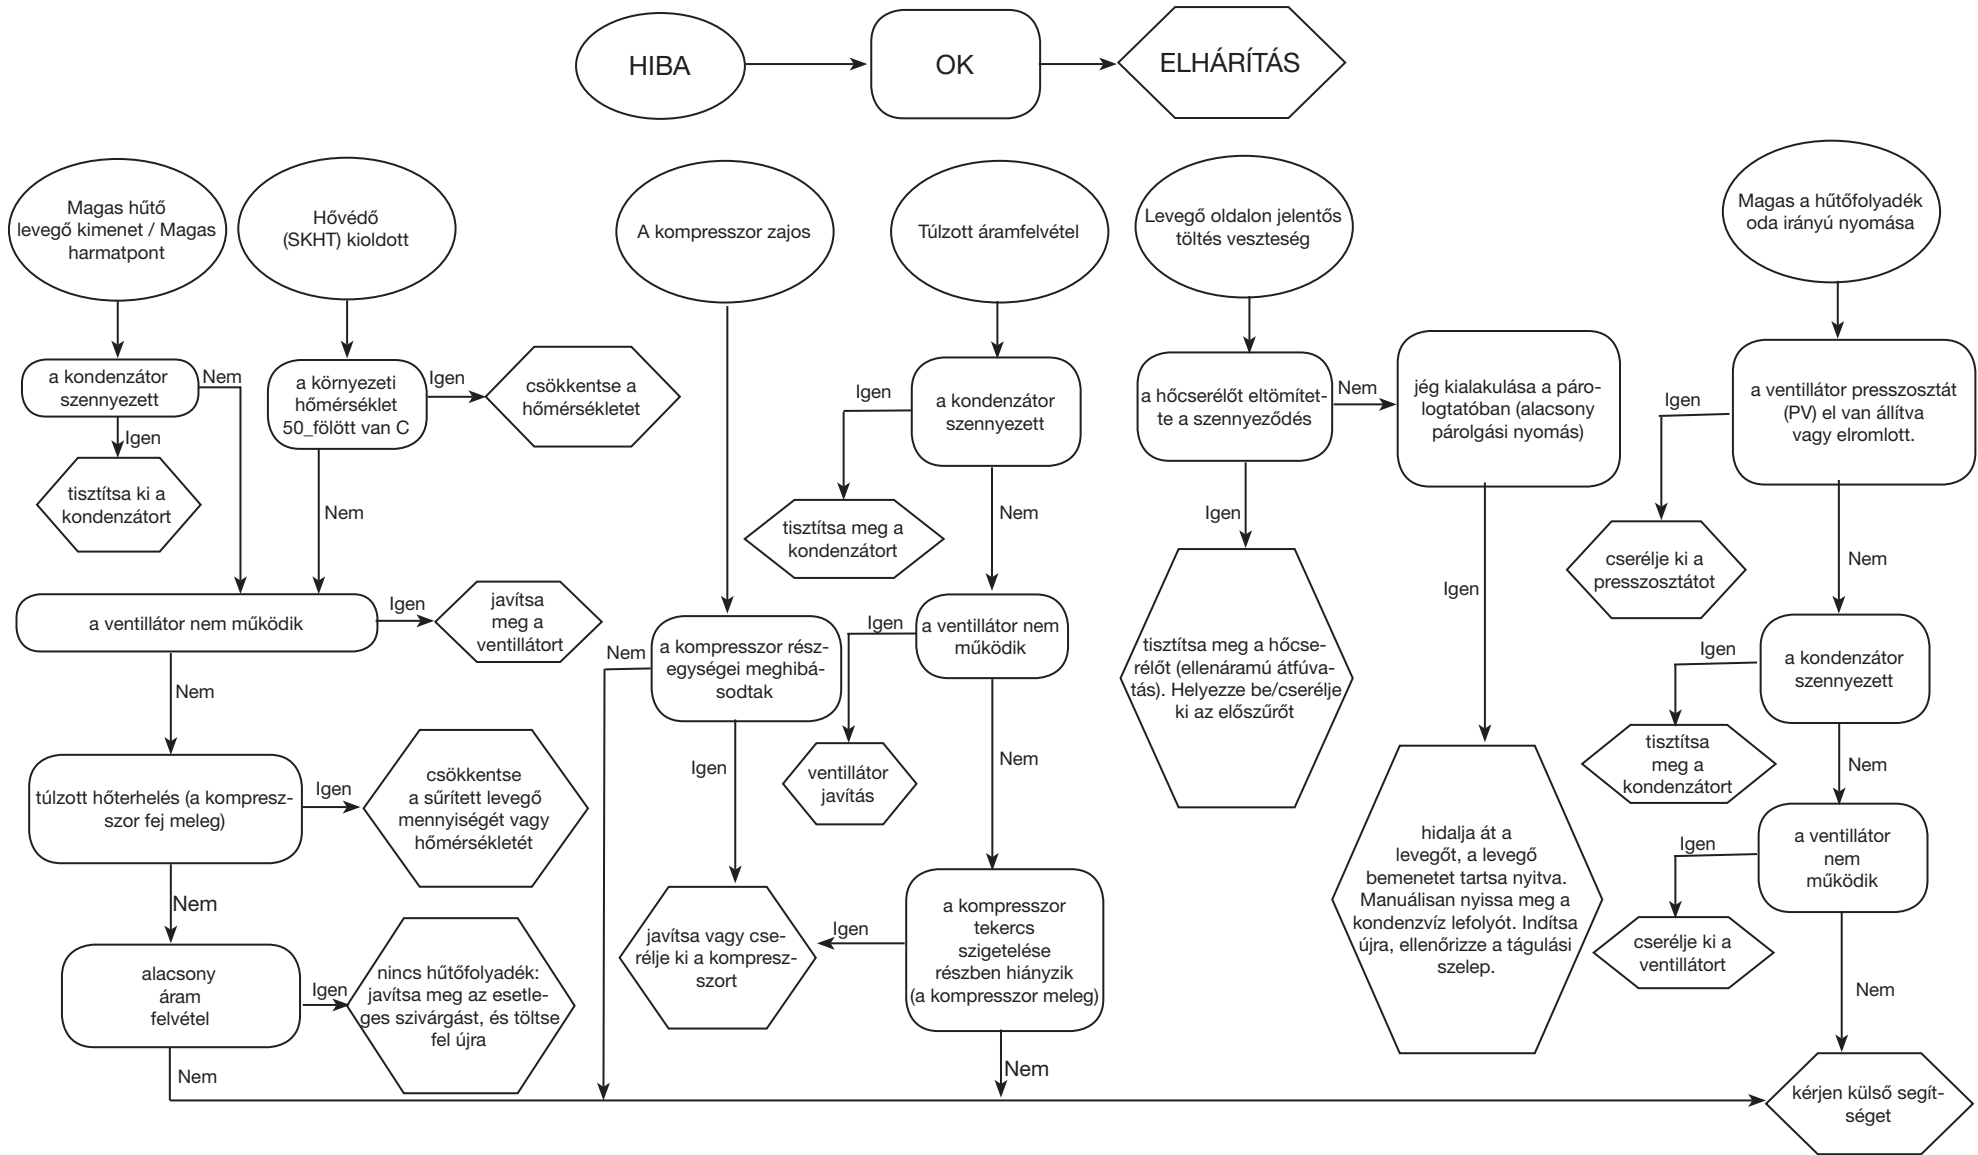 HIBA
OK
ELHÁRÍTÁS
Magas hűtő
levegő kimenet / Magas
harmatpont
a kondenzátor
szennyezett
Nem
Igen
tisztítsa ki a
kondenzátort
Hővédő
(SKHT) kioldott
a környezeti
hőmérséklet
50_fölött van C
Igen
csökkentse a
hőmérsékletet
Nem
a ventillátor nem működik
Igen
javítsa
meg a
ventillátort
Nem
túlzott hőterhelés (a kompresz-
szor fej meleg)
Igen
csökkentse
a sűrített levegő
mennyiségét vagy
hőmérsékletét
Nem
alacsony
áram
felvétel
Igen
nincs hűtőfolyadék:
javítsa meg az esetle-
ges szivárgást, és töltse
fel újra
Nem
A kompresszor zajos
a kompresszor rész-
egységei meghibá-
sodtak
Nem
Igen
javítsa vagy cse-
rélje ki a kompresz-
szort
Túlzott áramfelvétel
a kondenzátor
szennyezett
Igen
tisztítsa meg a
kondenzátort
Nem
a ventillátor nem
működik
Igen
ventillátor
javítás
Nem
a kompresszor
tekercs
szigetelése
részben hiányzik
(a kompresszor meleg)
Igen
Nem
Levegő oldalon jelentős
töltés veszteség
a hőcserélőt eltömítet-
te a szennyeződés
Nem
Igen
tisztítsa meg a hőcse-
rélőt (ellenáramú átfúva-
tás). Helyezze be/cserélje
ki az előszűrőt
jég kialakulása a páro-
logtatóban (alacsony
párolgási nyomás)
Igen
hidalja át a
levegőt, a levegő
bemenetet tartsa nyitva.
Manuálisan nyissa meg a
kondenzvíz lefolyót. Indítsa
újra, ellenőrizze a tágulási
szelep.
Magas a hűtőfolyadék
oda irányú nyomása
a ventillátor presszosztát
(PV) el van állítva
vagy elromlott.
Igen
cserélje ki a
presszosztátot
Nem
a kondenzátor
szennyezett
Igen
tisztítsa
meg a
kondenzátort
Nem
a ventillátor
nem
működik
Igen
cserélje ki a
ventillátort
Nem
kérjen külső segít-
séget